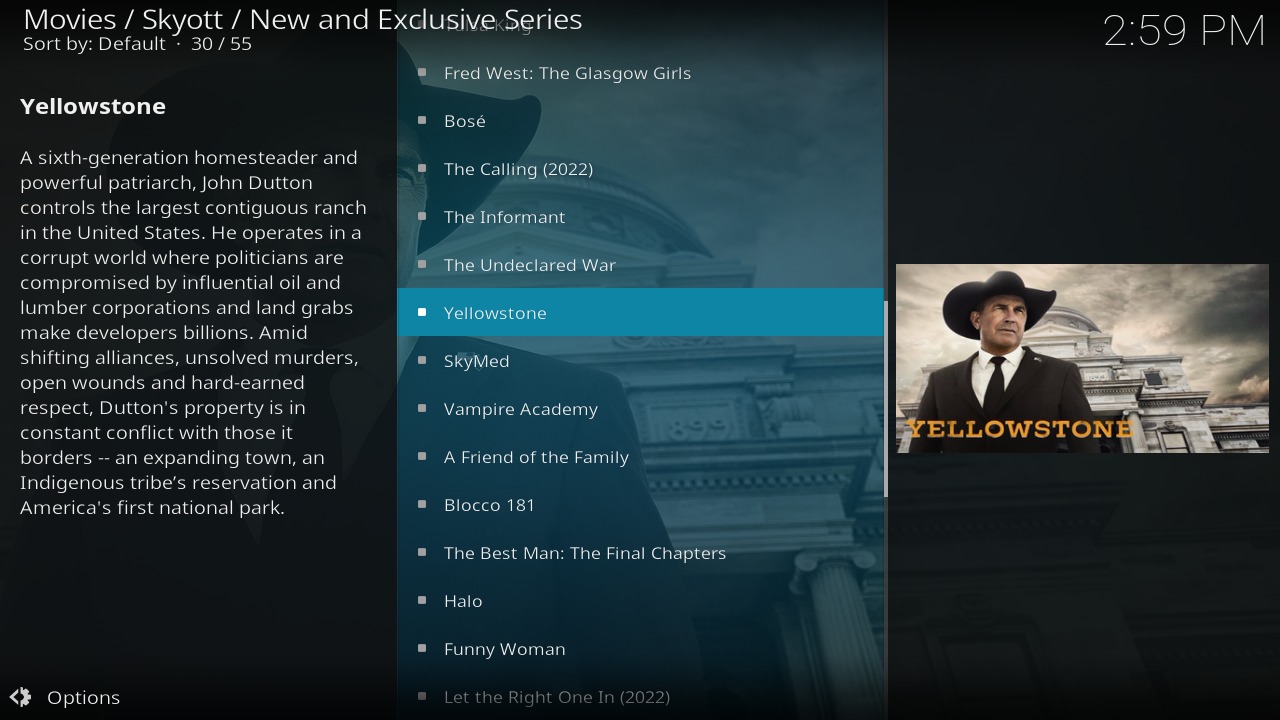 Movies / Skyott / New and Exclusive Series
Sort by: Default · 30 / 55
2:59 PM
Yellowstone
A sixth-generation homesteader and
powerful patriarch, John Dutton
controls the largest contiguous ranch
in the United States. He operates in a
corrupt world where politicians are
compromised by influential oil and
lumber corporations and land grabs
make developers billions. Amid
shifting alliances, unsolved murders,
open wounds and hard-earned
respect, Dutton's property is in
constant conflict with those it
borders -- an expanding town, an
Indigenous tribe’s reservation and
America's first national park.
Tulsa King
Fred West: The Glasgow Girls
Bosé
The Calling (2022)
The Informant
The Undeclared War
Yellowstone
SkyMed
Vampire Academy
A Friend of the Family
Blocco 181
The Best Man: The Final Chapters
Halo
Funny Woman
Let the Right One In (2022)
1899
YELLOWSTONE
Options